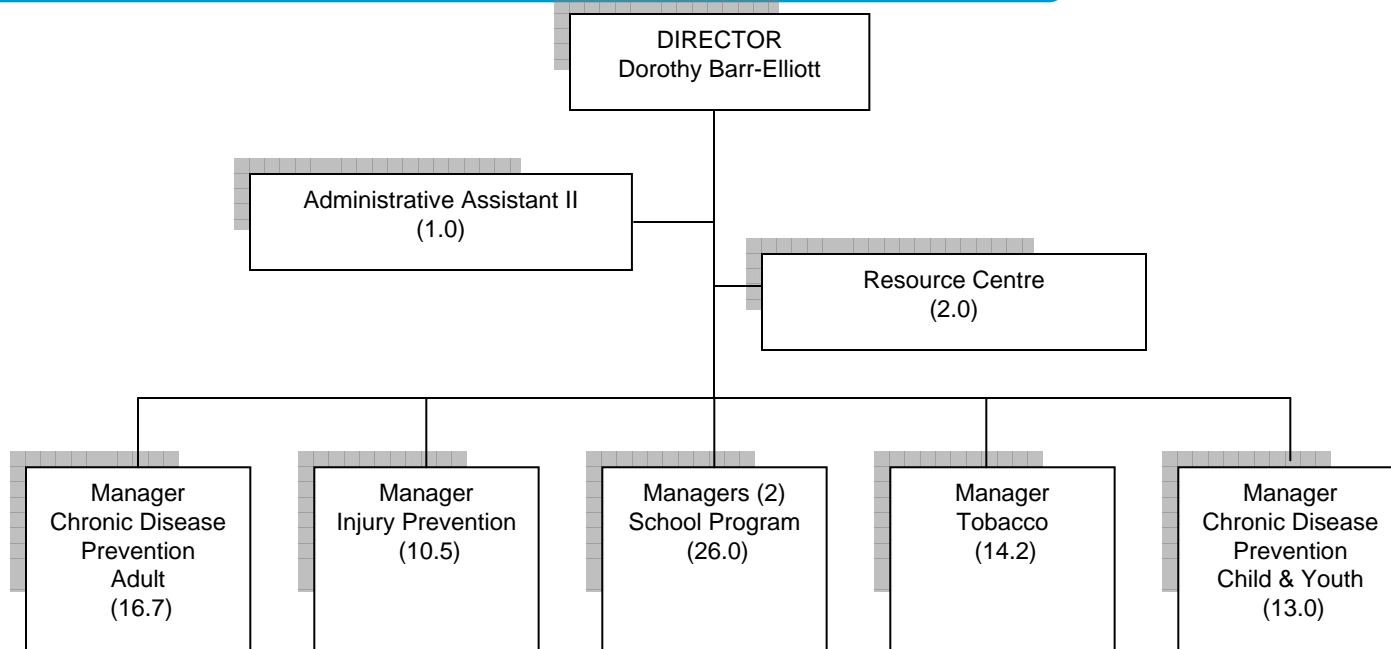 DIRECTOR
Dorothy Barr-Elliott
Administrative Assistant II
(1.0)
Resource Centre
(2.0)
Manager
Chronic Disease
Prevention
Adult
(16.7)
Manager
Injury Prevention
(10.5)
Managers (2)
School Program
(26.0)
Manager
Tobacco
(14.2)
Manager
Chronic Disease
Prevention
Child & Youth
(13.0)